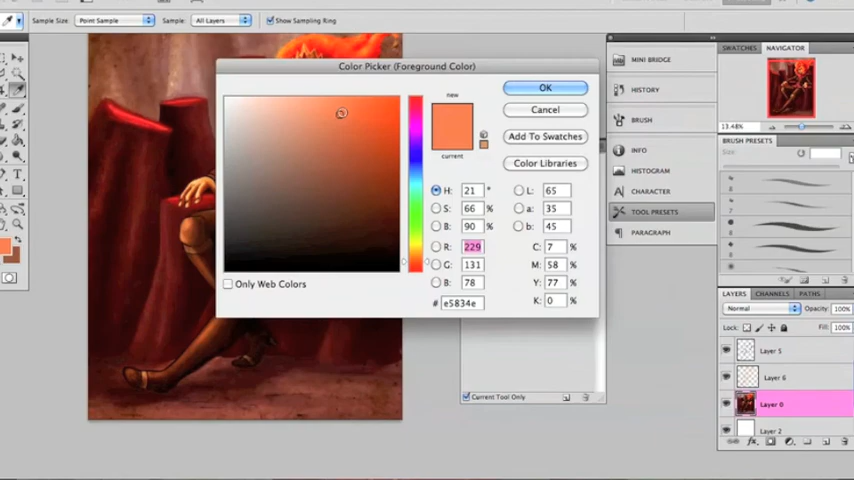 Sample Size: Point Sample Sample: All Layers Show Sampling Ring
Color Picker (Foreground Color)
new
current
OK
Cancel
Add To Swatches
Color Libraries
H: 21 °
S: 66 %
B: 90 %
R: 229
G: 131
B: 78
L: 65
a: 35
b: 45
C: 7 %
M: 58 %
Y: 77 %
K: 0 %
# e5834e
Only Web Colors
MINI BRIDGE
HISTORY
BRUSH
INFO
HISTOGRAM
CHARACTER
TOOL PRESETS
PARAGRAPH
Current Tool Only
SWATCHES NAVIGATOR
13.48%
BRUSH PRESETS
Size:
8
7
8
8
LAYERS CHANNELS PATHS
Normal Opacity: 100%
Lock: Fill: 100%
Layer 5
Layer 6
Layer 0
Layer 2